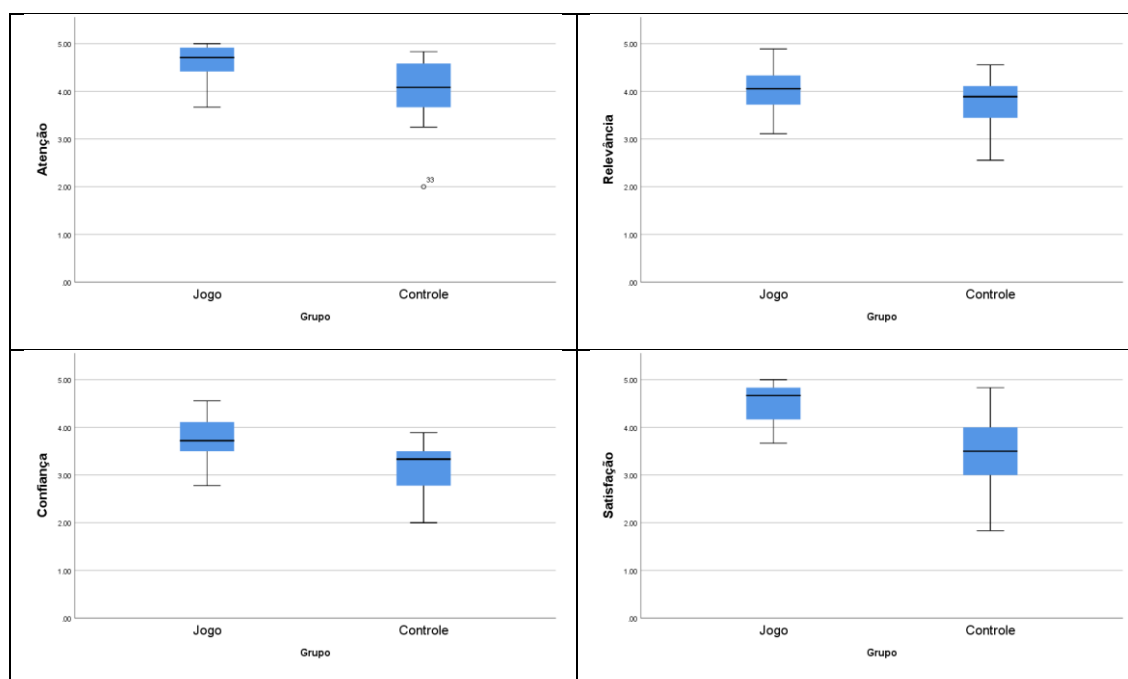 Atenção
5.00
4.00
3.00
2.00
1.00
.00
33
Jogo
Controle
Grupo
Relevância
5.00
4.00
3.00
2.00
1.00
.00
Jogo
Controle
Grupo
Confiança
5.00
4.00
3.00
2.00
1.00
.00
Jogo
Controle
Grupo
Satisfação
5.00
4.00
3.00
2.00
1.00
.00
Jogo
Controle
Grupo